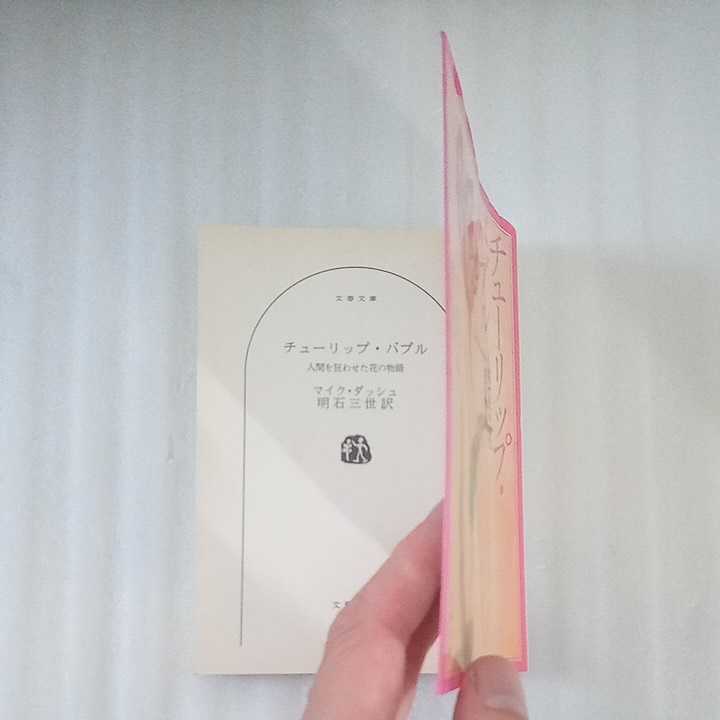 文春文庫
チューリップ・バブル
人間を狂わせた花の物語
マイク・ダッシュ
明石三世訳
文
チューリップ・